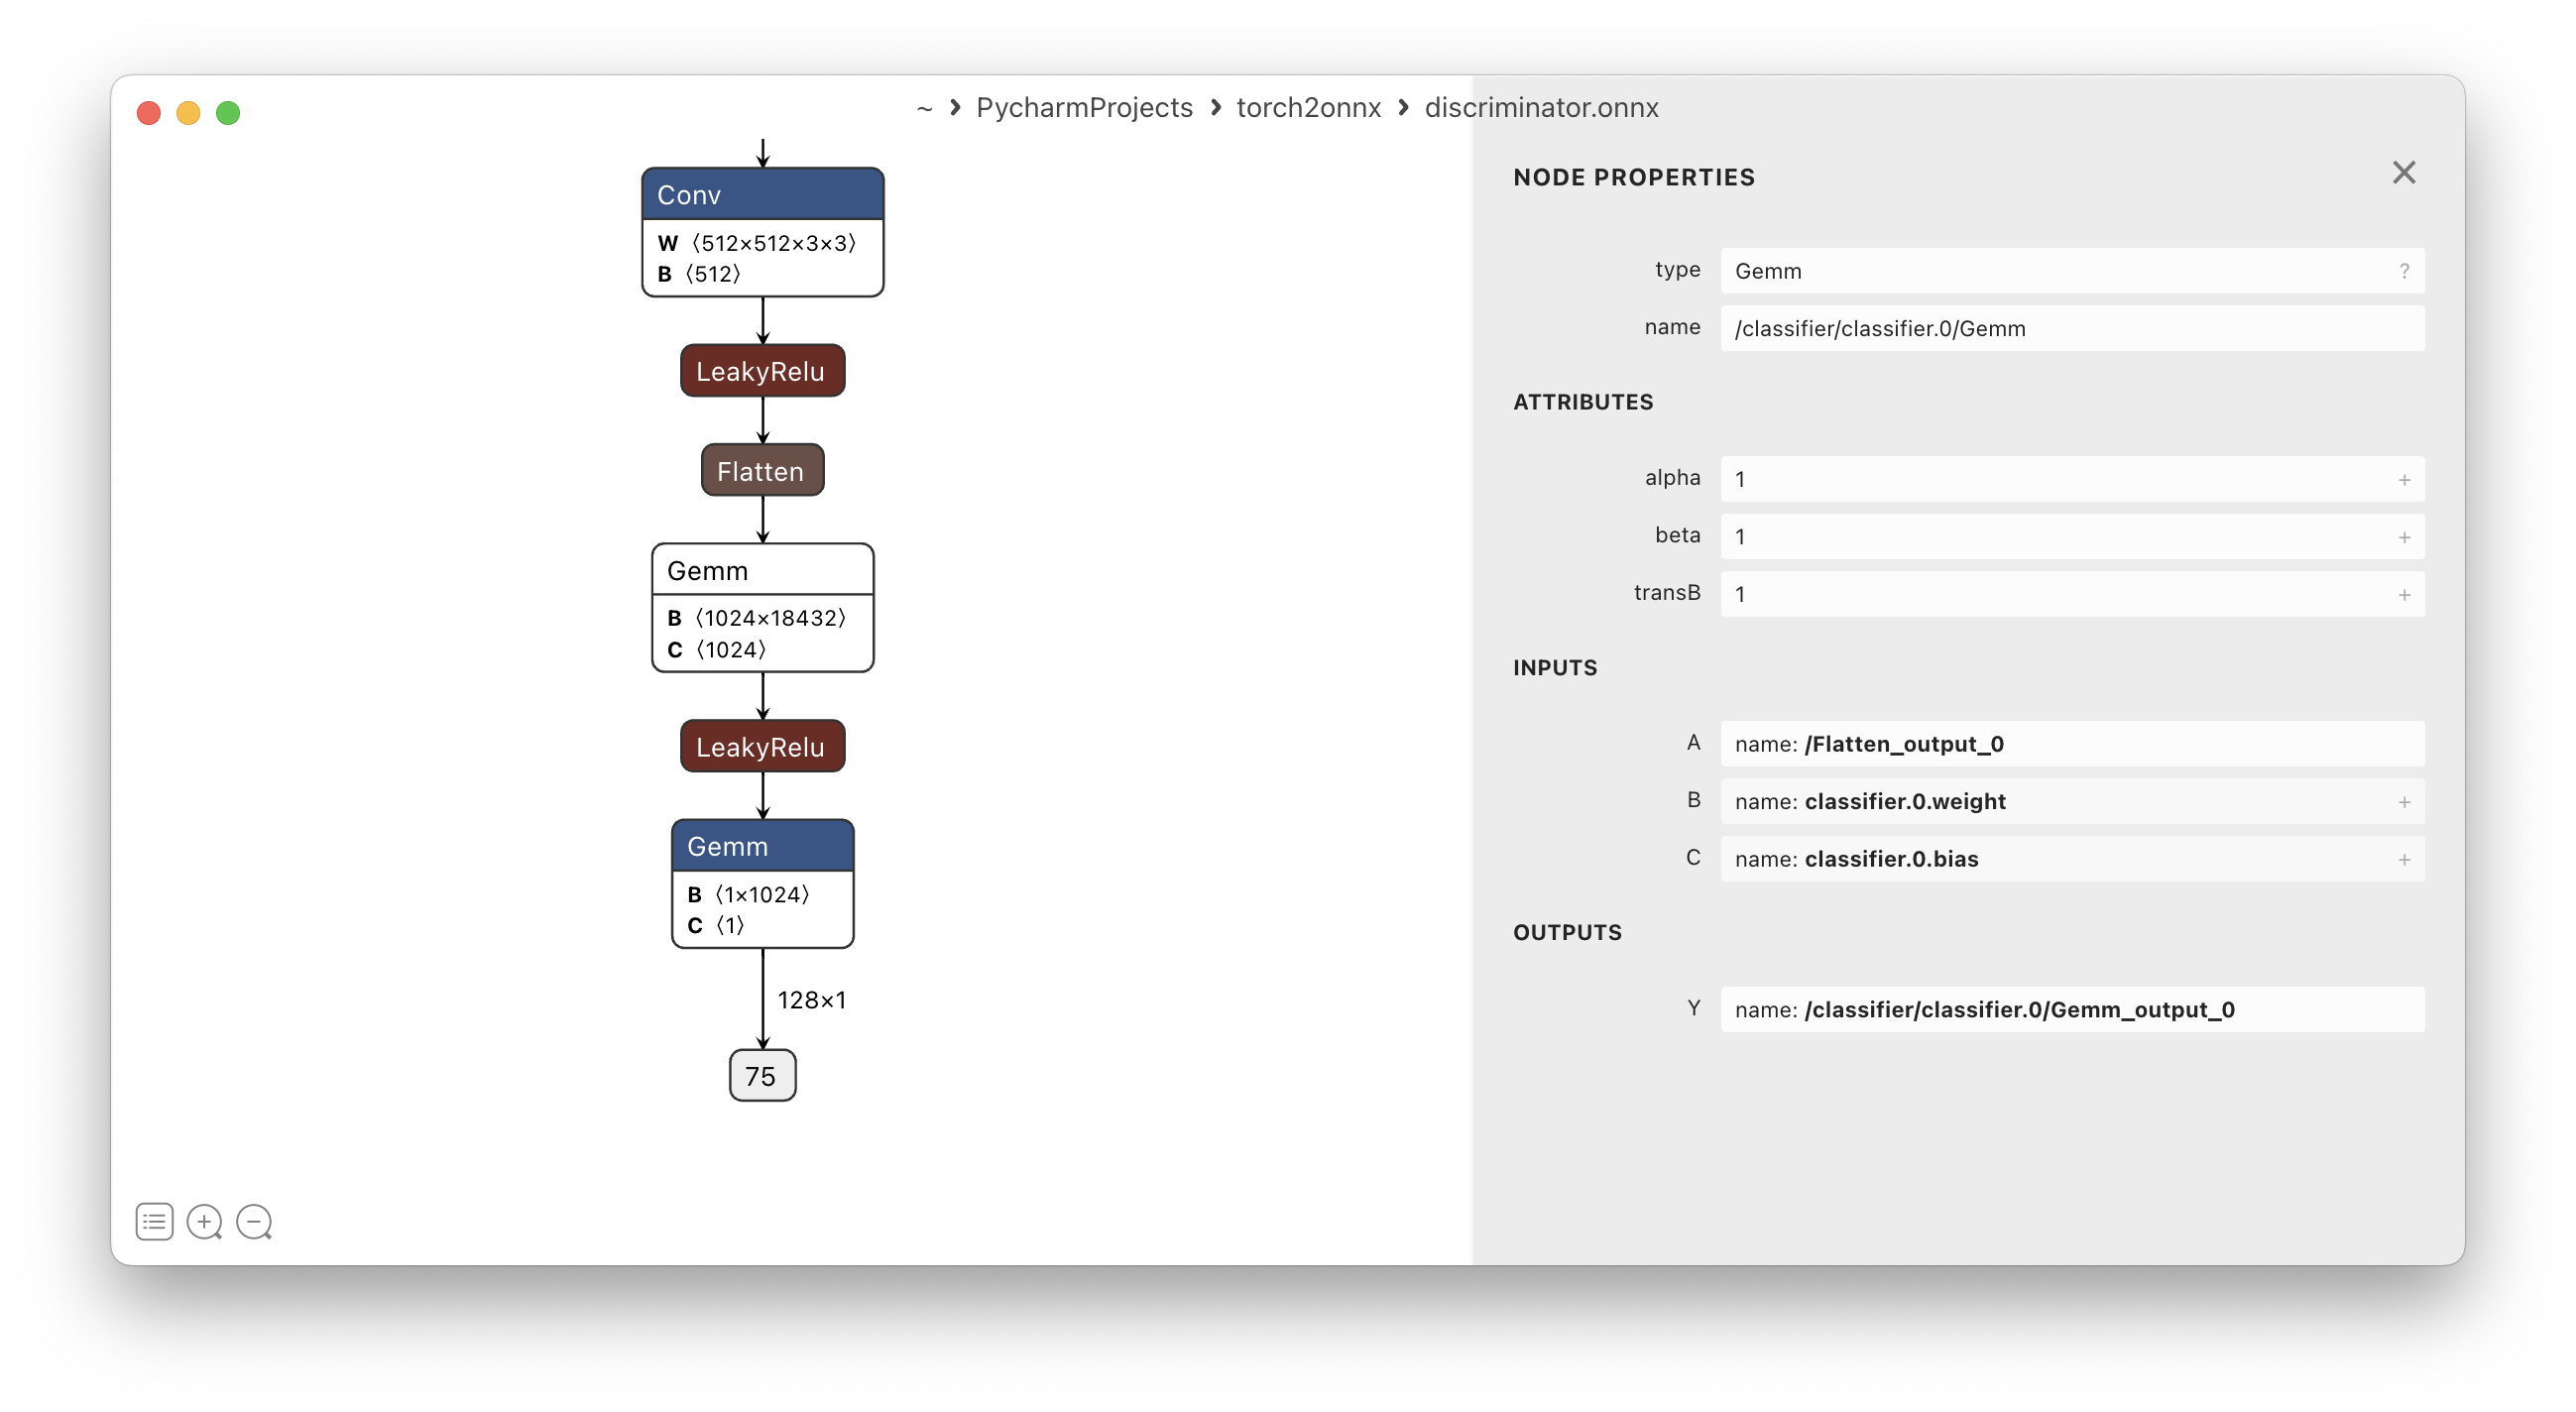 ~ › PycharmProjects › torch2onnx › discriminator.onnx
Conv
W ⟨512×512×3×3⟩
B ⟨512⟩
LeakyRelu
Flatten
Gemm
B ⟨1024×18432⟩
C ⟨1024⟩
LeakyRelu
Gemm
B ⟨1×1024⟩
C ⟨1⟩
128×1
75
NODE PROPERTIES
type Gemm ?
name /classifier/classifier.0/Gemm
ATTRIBUTES
alpha 1 +
beta 1 +
transB 1 +
INPUTS
A name: /Flatten_output_0
B name: classifier.0.weight +
C name: classifier.0.bias +
OUTPUTS
Y name: /classifier/classifier.0/Gemm_output_0